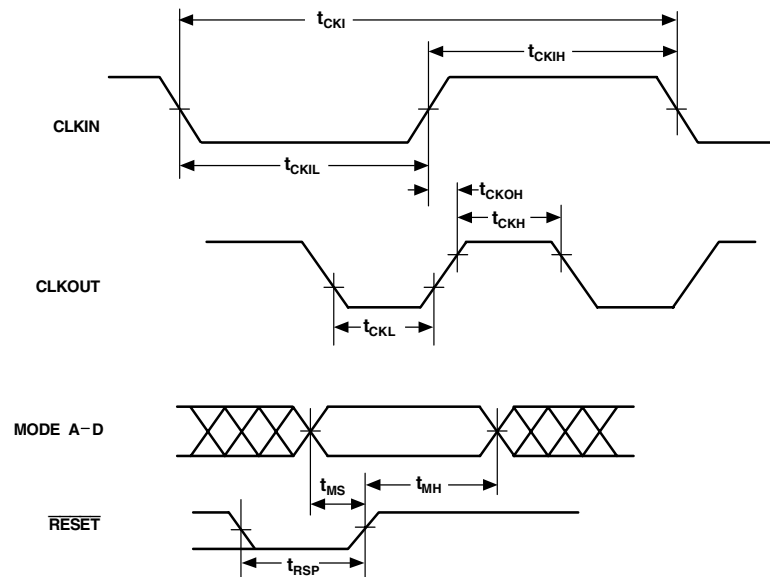 tCKI
tCKIH
CLKIN
tCKIL
tCKOH
tCKH
CLKOUT
tCKL
MODE A–D
tMS
tMH
RESET
tRSP